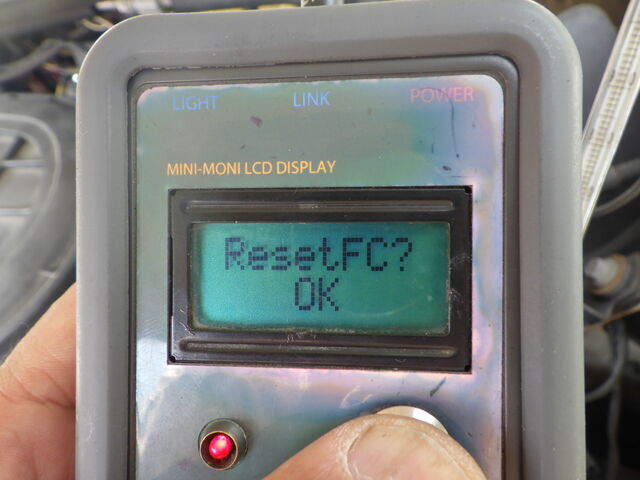 LIGHT LINK POWER
MINI-MONI LCD DISPLAY
ResetFC?
OK